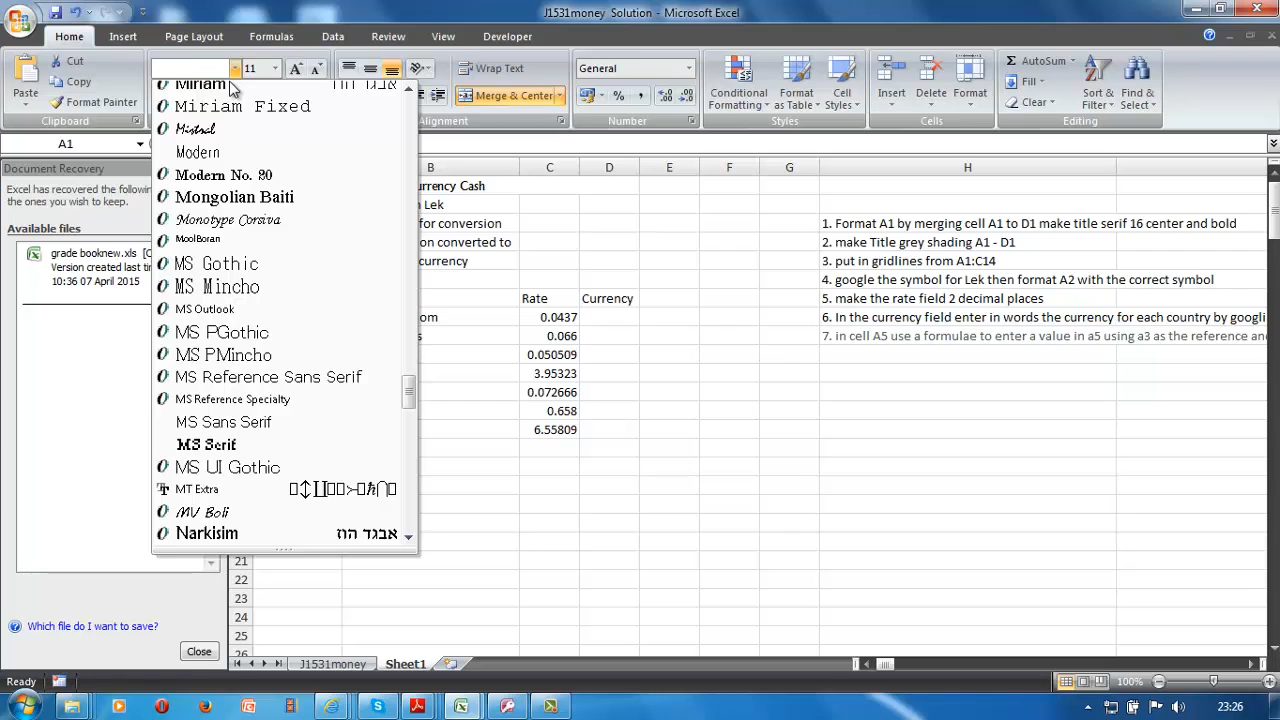 J1531money Solution - Microsoft Excel
Home Insert Page Layout Formulas Data Review View Developer
Cut
Copy
Format Painter
Paste
Clipboard
11
Wrap Text
Merge & Center
Alignment
General
Number
Conditional Formatting
Format as Table
Cell Styles
Styles
Insert Delete Format
Cells
AutoSum
Fill
Clear
Sort & Filter
Find & Select
Editing
A1
Document Recovery
Excel has recovered the following
the ones you wish to keep.
Available files
grade booknew.xls [
Version created last tim
10:36 07 April 2015
Which file do I want to save?
Close
Miriam אבגד הוז
Miriam Fixed
Mistral
Modern
Modern No. 20
Mongolian Baiti
Monotype Corsiva
MoolBoran
MS Gothic
MS Mincho
MS Outlook
MS PGothic
MS PMincho
MS Reference Sans Serif
MS Reference Specialty
MS Sans Serif
MS Serif
MS UI Gothic
MT Extra
MV Boli
Narkisim אבגד הוז
B C D E F G H
urrency Cash
Lek
for conversion
on converted to
currency
Rate Currency
om 0.0437
s 0.066
0.050509
3.95323
0.072666
0.658
6.55809
1. Format A1 by merging cell A1 to D1 make title serif 16 center and bold
2. make Title grey shading A1 - D1
3. put in gridlines from A1:C14
4. google the symbol for Lek then format A2 with the correct symbol
5. make the rate field 2 decimal places
6. In the currency field enter in words the currency for each country by googli
7. in cell A5 use a formulae to enter a value in a5 using a3 as the reference and
21
22
23
24
25
26
J1531money Sheet1
Ready
100%
23:26